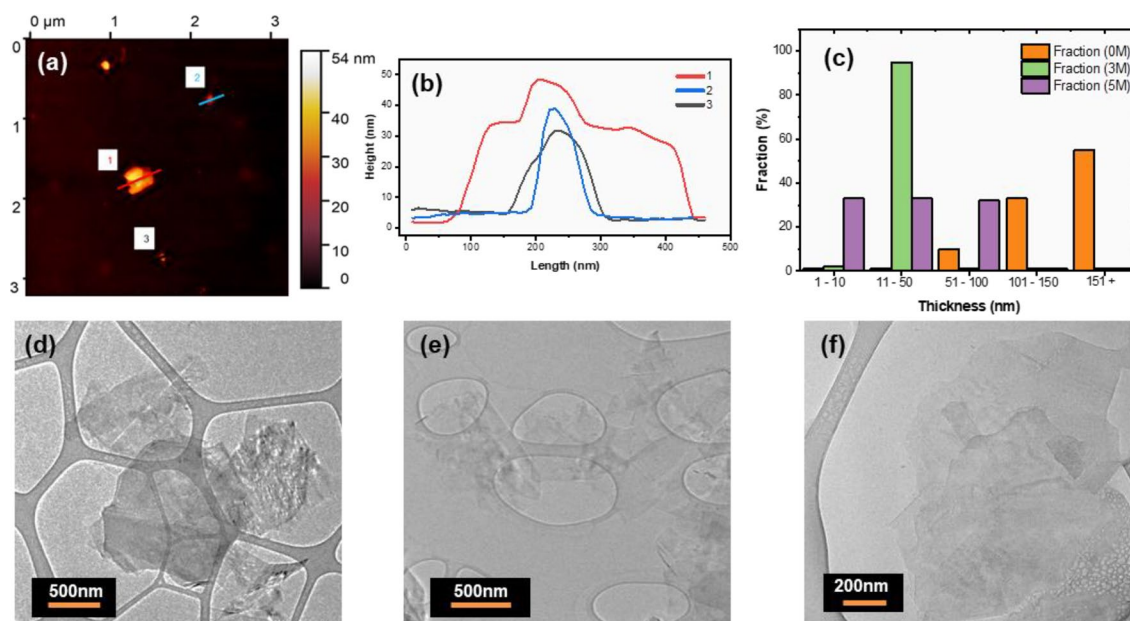 0 µm 1 2 3
(a)
0
1
2
3
1
2
3
54 nm
40
30
20
10
0
(b)
1
2
3
Height (nm)
50
40
30
20
10
0
0 100 200 300 400 500
Length (nm)
(c)
Fraction (0M)
Fraction (3M)
Fraction (5M)
Fraction (%)
100
80
60
40
20
0
1 - 10 11 - 50 51 - 100 101 - 150 151 +
Thickness (nm)
(d)
500nm
(e)
500nm
(f)
200nm